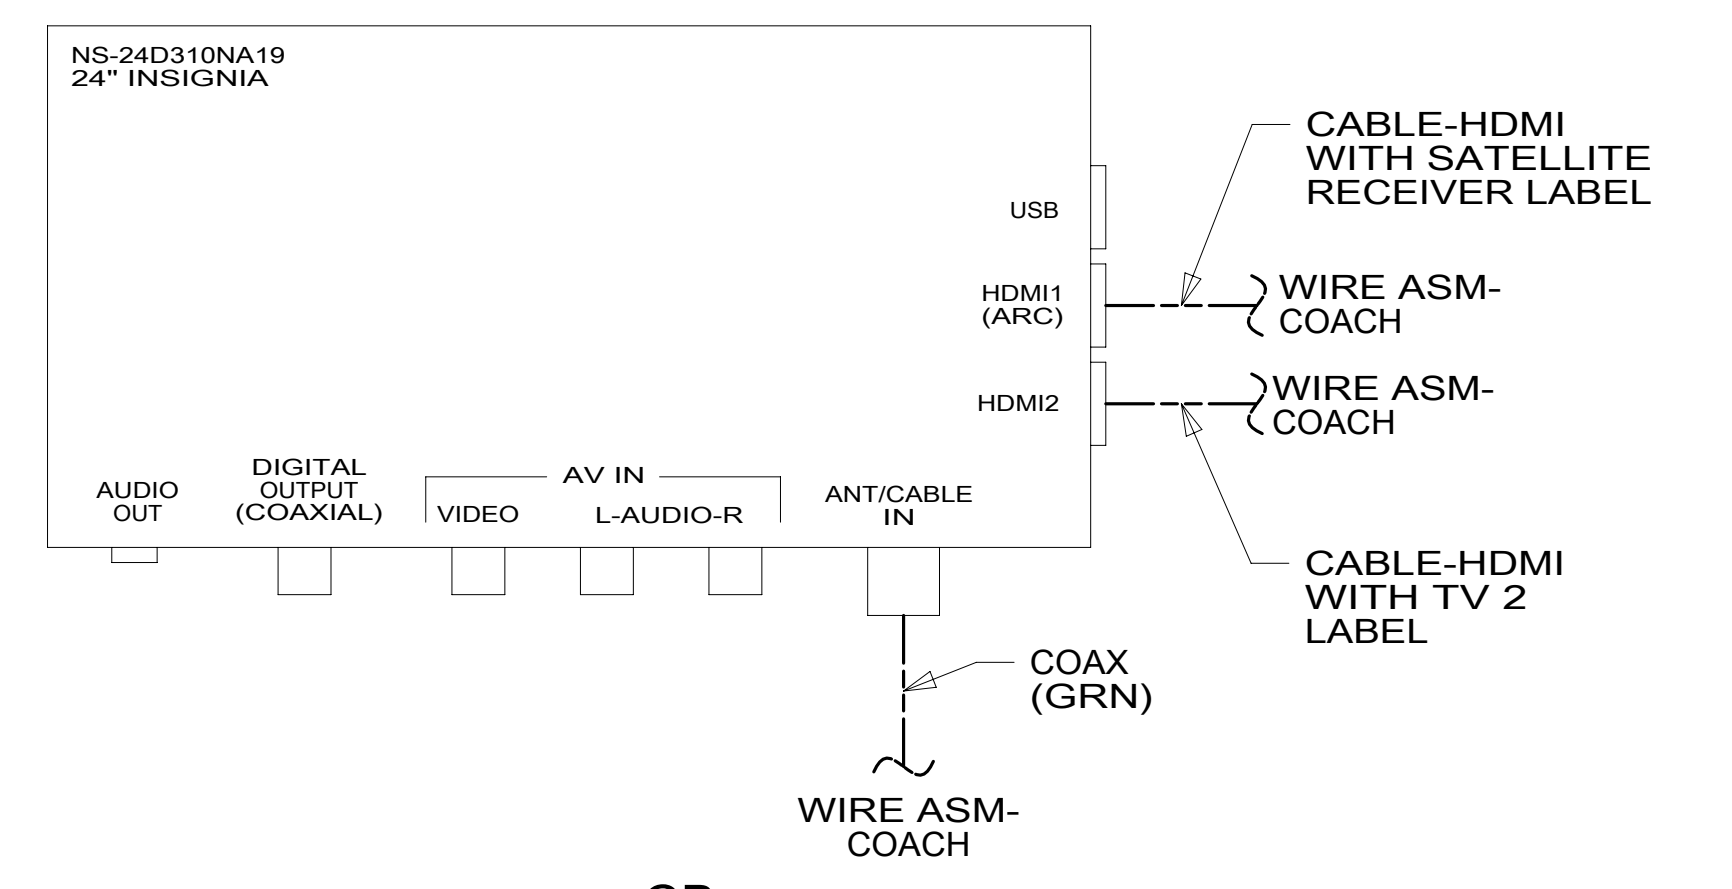 NS-24D310NA19
24" INSIGNIA
CABLE-HDMI
WITH SATELLITE
RECEIVER LABEL
USB
HDMI1
(ARC)
WIRE ASM-
COACH
HDMI2
WIRE ASM-
COACH
AUDIO
OUT
DIGITAL
OUTPUT
(COAXIAL)
AV IN
VIDEO
L-AUDIO-R
ANT/CABLE
IN
CABLE-HDMI
WITH TV 2
LABEL
COAX
(GRN)
WIRE ASM-
COACH